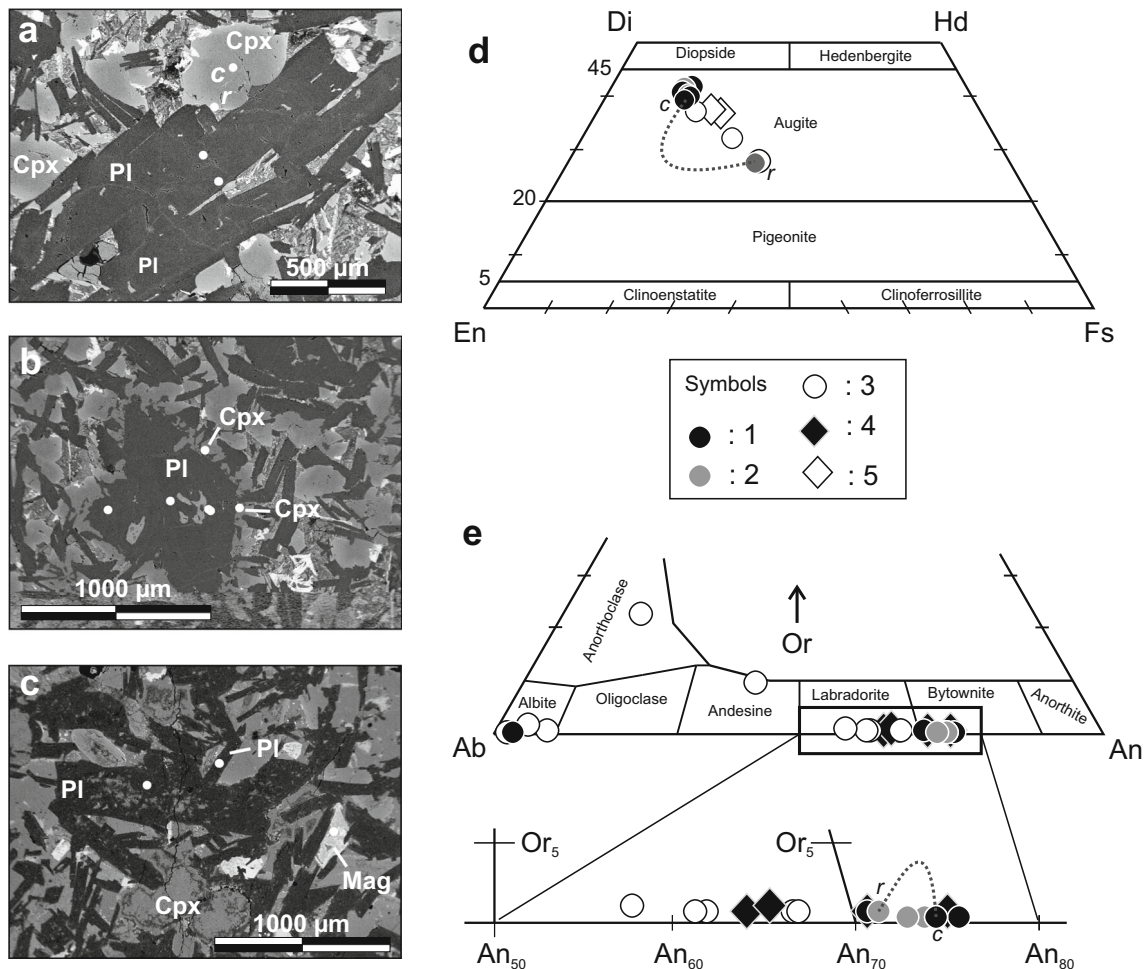 a
Cpx
c
r
Cpx
Pl
Pl
500 µm
b
Cpx
Pl
Cpx
1000 µm
c
Pl
Pl
Mag
Cpx
1000 µm
d
Di Hd
Diopside Hedenbergite
45
c
Augite
r
20
Pigeonite
5
Clinoenstatite Clinoferrosillite
En Fs
Symbols
: 3
: 1 : 4
: 2 : 5
e
Anorthoclase
Or
Albite Oligoclase Andesine Labradorite Bytownite Anorthite
Ab An
Or5 Or5
r
c
An50 An60 An70 An80